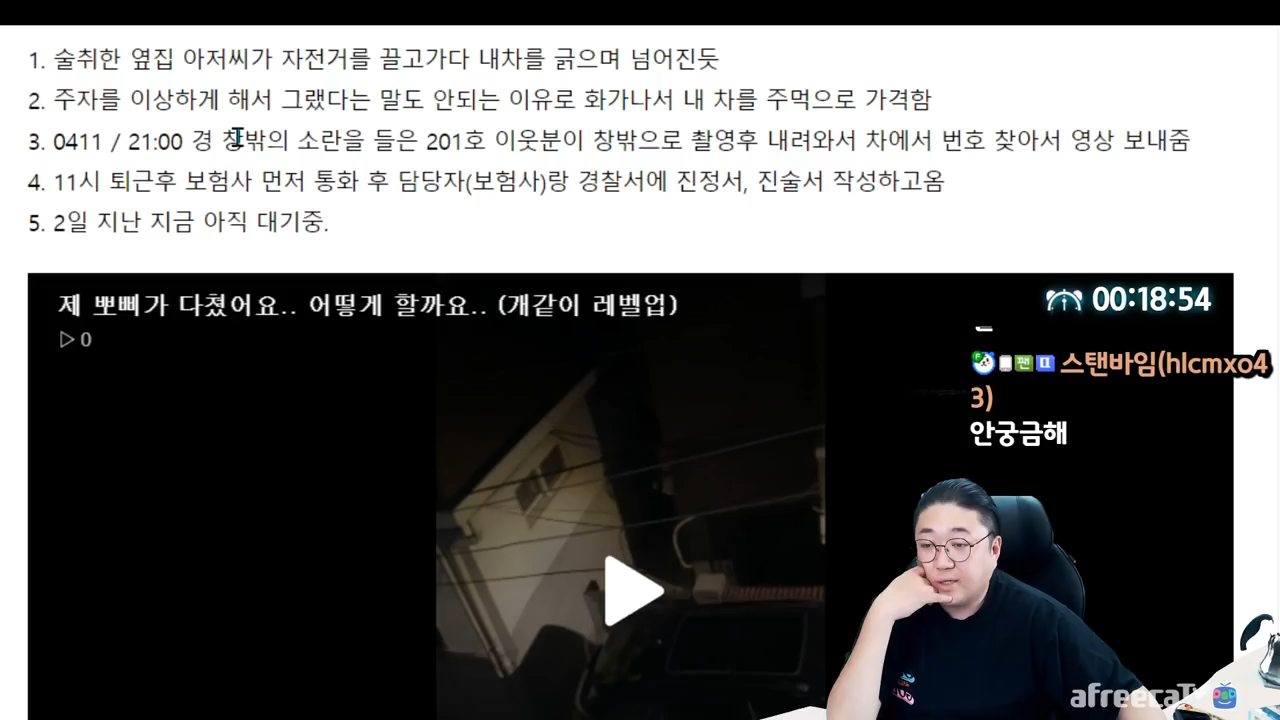 1. 술취한 옆집 아저씨가 자전거를 끌고가다 내차를 긁으며 넘어진듯
2. 주자를 이상하게 해서 그랬다는 말도 안되는 이유로 화가나서 내 차를 주먹으로 가격함
3. 0411 / 21:00 경 창밖의 소란을 들은 201호 이웃분이 창밖으로 촬영후 내려와서 차에서 번호 찾아서 영상 보내줌
4. 11시 퇴근후 보험사 먼저 통화 후 담당자(보험사)랑 경찰서에 진정서, 진술서 작성하고옴
5. 2일 지난 지금 아직 대기중.
제 뽀삐가 다쳤어요.. 어떻게 할까요.. (개같이 레벨업)
▷ 0
00:18:54
팬 스탠바임(hlcmxo4
3)
안궁금해
afreecaTV